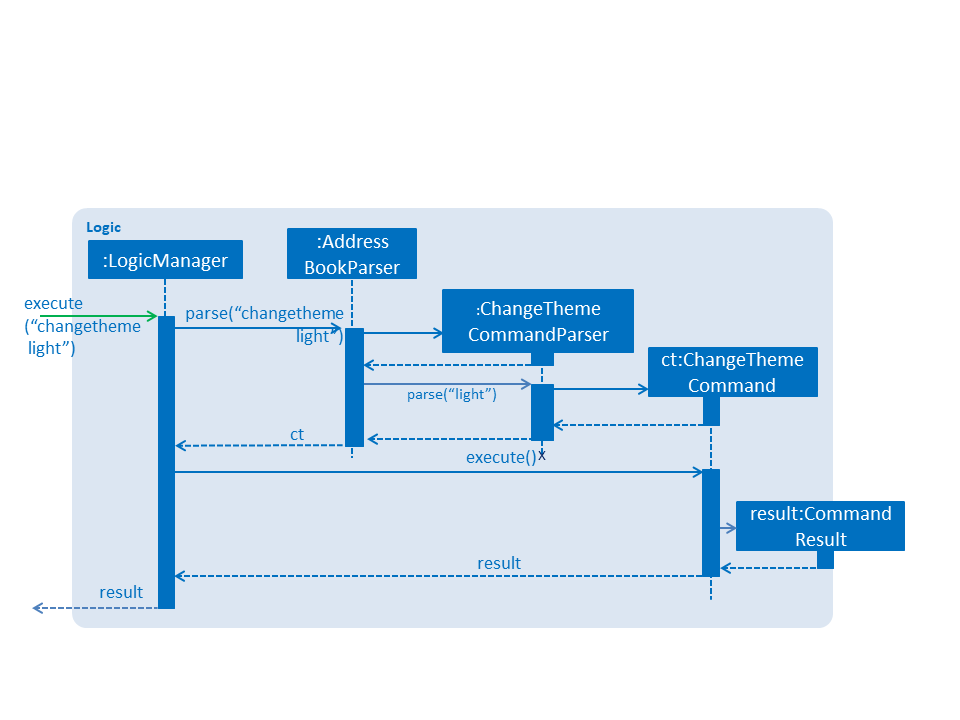 Logic
:LogicManager
:Address
BookParser
execute
(“changetheme
light”)
parse(“changetheme
light”)
:ChangeTheme
CommandParser
ct:ChangeTheme
Command
parse(“light”)
ct
execute()
x
result:Command
Result
result
result